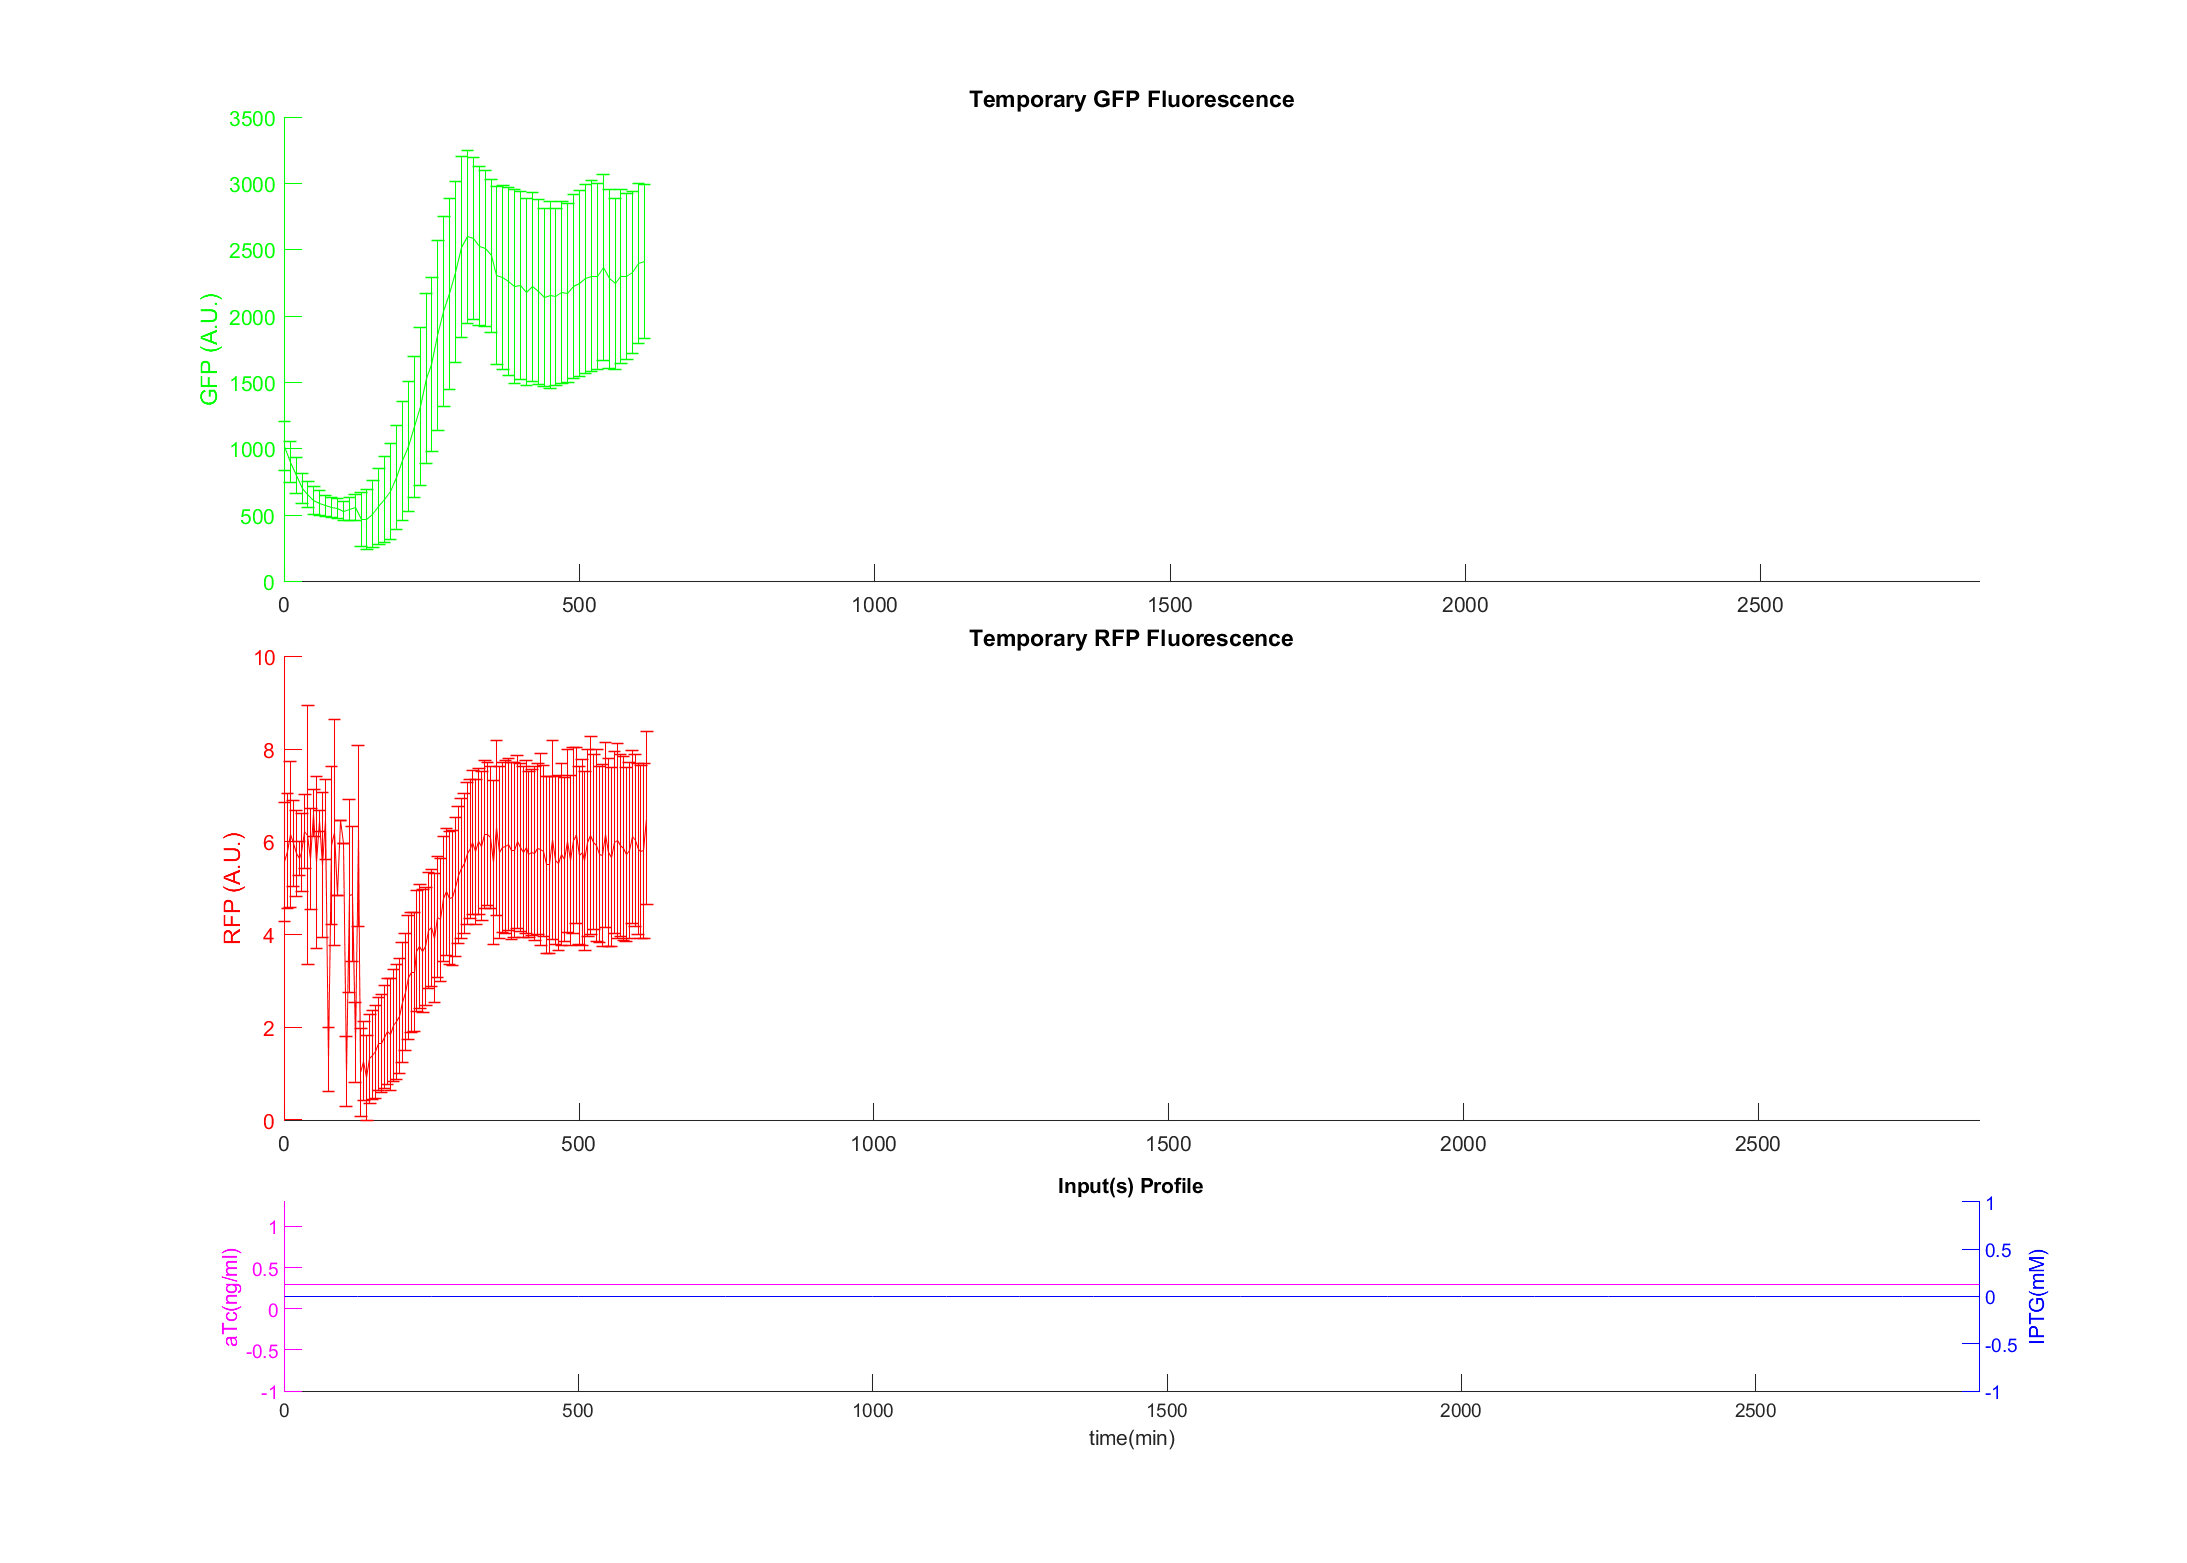 Temporary GFP Fluorescence
3500
3000
2500
2000
1500
1000
500
0
GFP (A.U.)
0 500 1000 1500 2000 2500
Temporary RFP Fluorescence
10
8
6
4
2
0
RFP (A.U.)
0 500 1000 1500 2000 2500
Input(s) Profile
1
0.5
0
-0.5
-1
aTc(ng/ml)
1
0.5
0
-0.5
-1
IPTG(mM)
0 500 1000 1500 2000 2500
time(min)